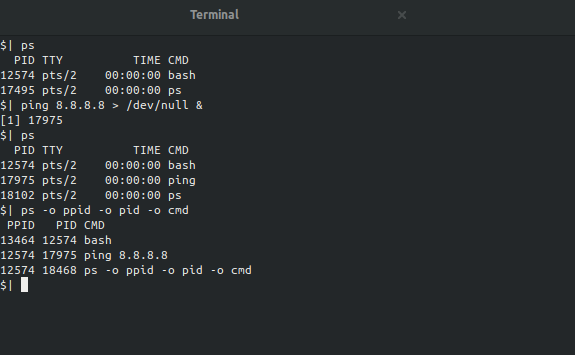 Terminal
$| ps
  PID TTY          TIME CMD
12574 pts/2    00:00:00 bash
17495 pts/2    00:00:00 ps
$| ping 8.8.8.8 > /dev/null &
[1] 17975
$| ps
  PID TTY          TIME CMD
12574 pts/2    00:00:00 bash
17975 pts/2    00:00:00 ping
18102 pts/2    00:00:00 ps
$| ps -o ppid -o pid -o cmd
 PPID   PID CMD
13464 12574 bash
12574 17975 ping 8.8.8.8
12574 18468 ps -o ppid -o pid -o cmd
$|